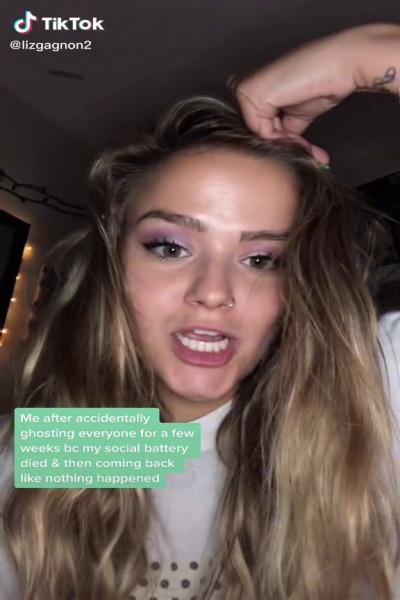 TikTok
@lizgagnon2
Me after accidentally
ghosting everyone for a few
weeks bc my social battery
died & then coming back
like nothing happened